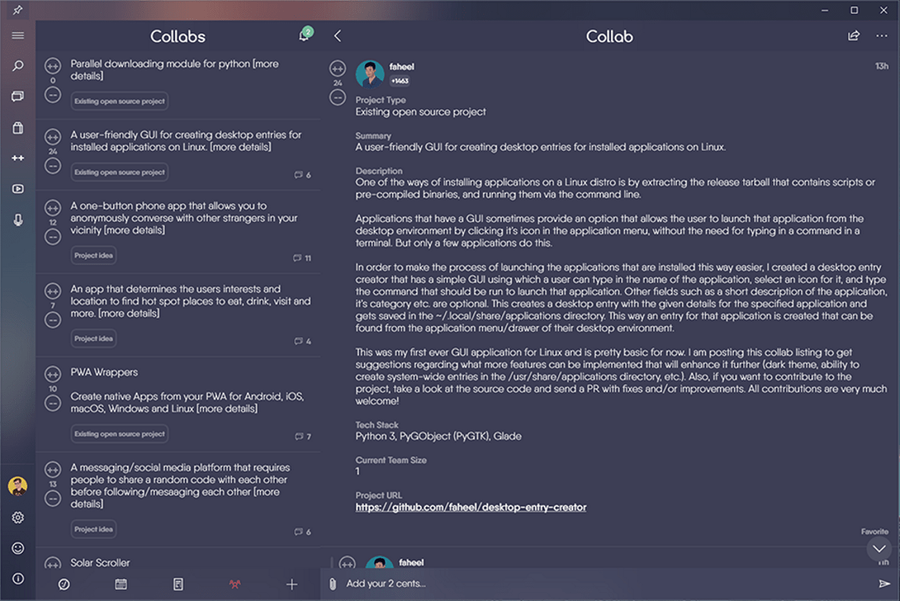 Collabs
2
Parallel downloading module for python [more
details]
0
Existing open source project
A user-friendly GUI for creating desktop entries for
installed applications on Linux. [more details]
24
Existing open source project
6
A one-button phone app that allows you to
anonymously converse with other strangers in your
vicinity [more details]
12
Project idea
11
An app that determines the users interests and
location to find hot spot places to eat, drink, visit and
more. [more details]
7
Project idea
4
PWA Wrappers
10
Create native Apps from your PWA for Android, iOS,
macOS, Windows and Linux [more details]
Existing open source project
7
A messaging/social media platform that requires
people to share a random code with each other
before following/mesaaging each other [more
details]
13
Project idea
6
Solar Scroller
Collab
faheel
+1463
13h
24
Project Type
Existing open source project
Summary
A user-friendly GUI for creating desktop entries for installed applications on Linux.
Description
One of the ways of installing applications on a Linux distro is by extracting the release tarball that contains scripts or
pre-compiled binaries, and running them via the command line.
Applications that have a GUI sometimes provide an option that allows the user to launch that application from the
desktop environment by clicking it's icon in the application menu, without the need for typing in a command in a
terminal. But only a few applications do this.
In order to make the process of launching the applications that are installed this way easier, I created a desktop entry
creator that has a simple GUI using which a user can type in the name of the application, select an icon for it, and type
the command that should be run to launch that application. Other fields such as a short description of the application,
it's category etc. are optional. This creates a desktop entry with the given details for the specified application and
gets saved in the ~/.local/share/applications directory. This way an entry for that application is created that can be
found from the application menu/drawer of their desktop environment.
This was my first ever GUI application for Linux and is pretty basic for now. I am posting this collab listing to get
suggestions regarding what more features can be implemented that will enhance it further (dark theme, ability to
create system-wide entries in the /usr/share/applications directory, etc.). Also, if you want to contribute to the
project, take a look at the source code and send a PR with fixes and/or improvements. All contributions are very much
welcome!
Tech Stack
Python 3, PyGObject (PyGTK), Glade
Current Team Size
1
Project URL
https://github.com/faheel/desktop-entry-creator
Favorite
faheel
11h
Add your 2 cents...